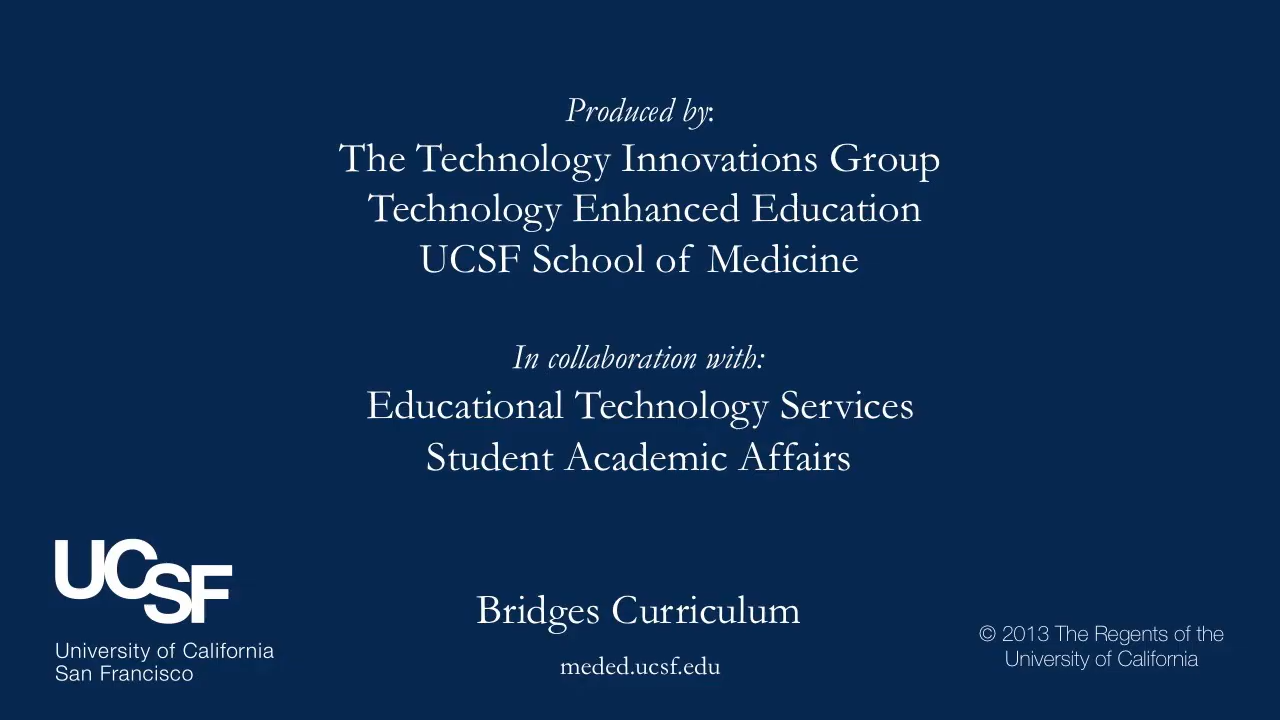 Produced by:
The Technology Innovations Group
Technology Enhanced Education
UCSF School of Medicine
In collaboration with:
Educational Technology Services
Student Academic Affairs
UCSF
University of California
San Francisco
Bridges Curriculum
meded.ucsf.edu
© 2013 The Regents of the
University of California